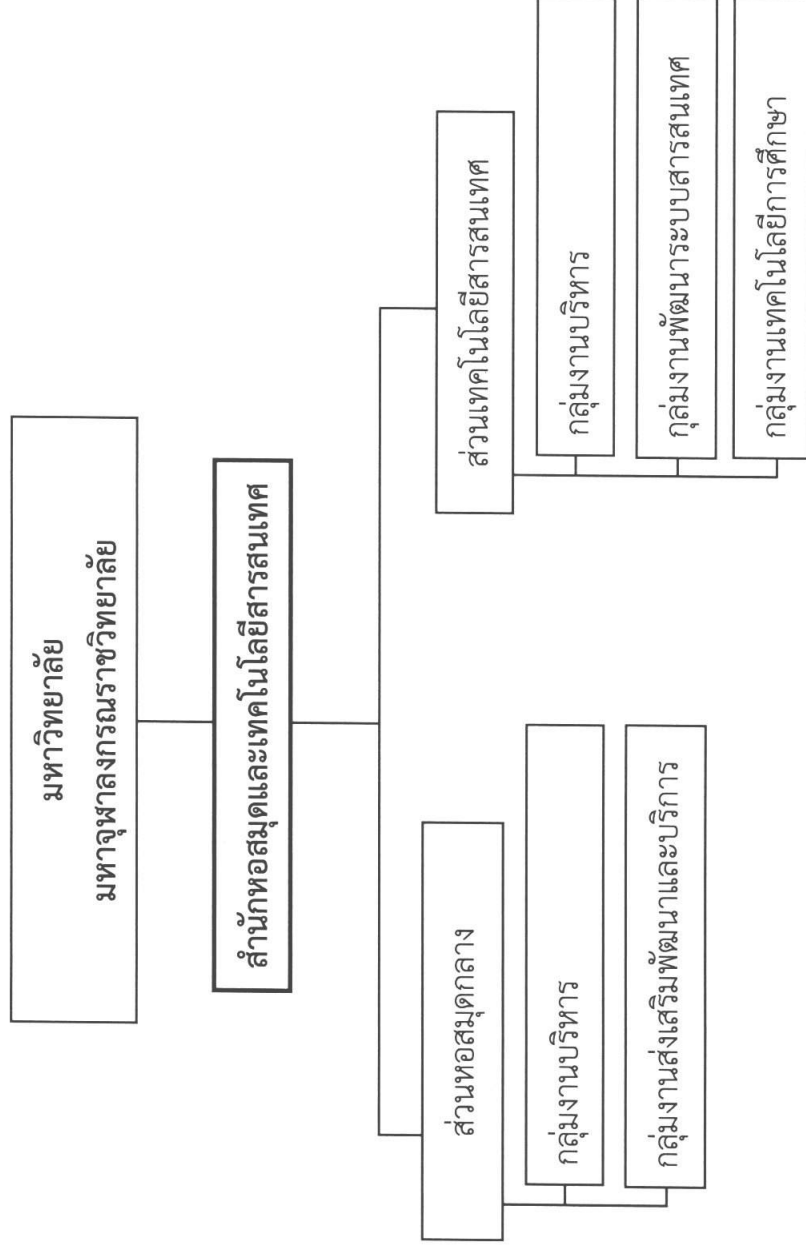 มหาวิทยาลัย
มหาจุฬาลงกรณราชวิทยาลัย
สำนักหอสมุดและเทคโนโลยีสารสนเทศ
ส่วนหอสมุดกลาง
กลุ่มงานบริหาร
กลุ่มงานส่งเสริมพัฒนาและบริการ
ส่วนเทคโนโลยีสารสนเทศ
กลุ่มงานบริหาร
กุล่มงานพัฒนาระบบสารสนเทศ
กลุ่มงานเทคโนโลยีการศึกษา